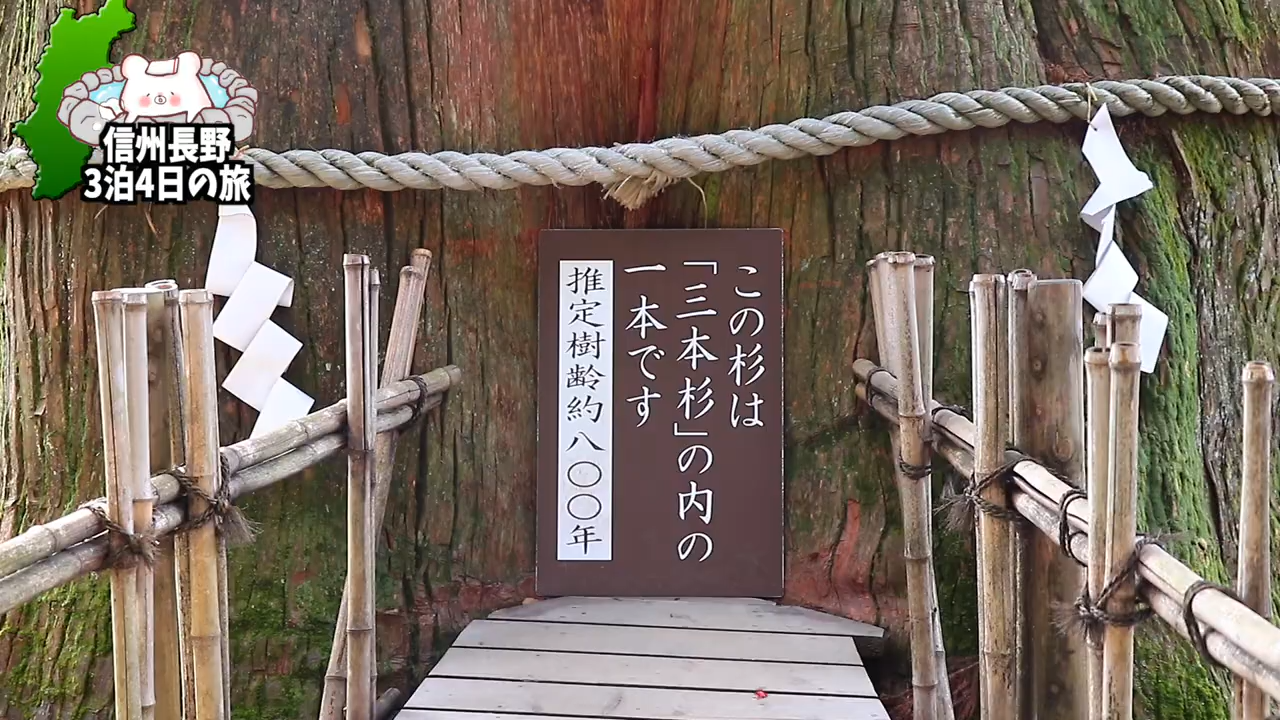 信州長野
3泊4日の旅
この杉は
「三本杉」の内の
一本です
推定樹齢約八〇〇年